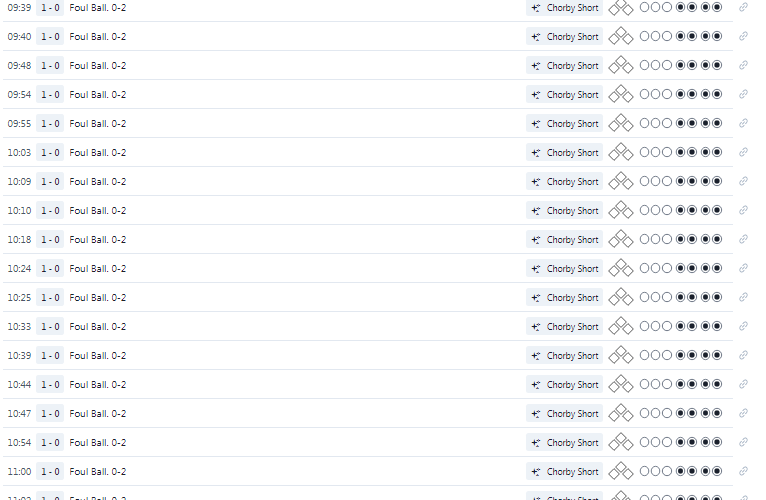 09:39 1 - 0 Foul Ball. 0-2 Chorby Short
09:40 1 - 0 Foul Ball. 0-2 Chorby Short
09:48 1 - 0 Foul Ball. 0-2 Chorby Short
09:54 1 - 0 Foul Ball. 0-2 Chorby Short
09:55 1 - 0 Foul Ball. 0-2 Chorby Short
10:03 1 - 0 Foul Ball. 0-2 Chorby Short
10:09 1 - 0 Foul Ball. 0-2 Chorby Short
10:10 1 - 0 Foul Ball. 0-2 Chorby Short
10:18 1 - 0 Foul Ball. 0-2 Chorby Short
10:24 1 - 0 Foul Ball. 0-2 Chorby Short
10:25 1 - 0 Foul Ball. 0-2 Chorby Short
10:33 1 - 0 Foul Ball. 0-2 Chorby Short
10:39 1 - 0 Foul Ball. 0-2 Chorby Short
10:44 1 - 0 Foul Ball. 0-2 Chorby Short
10:47 1 - 0 Foul Ball. 0-2 Chorby Short
10:54 1 - 0 Foul Ball. 0-2 Chorby Short
11:00 1 - 0 Foul Ball. 0-2 Chorby Short
1 - 0 Foul Ball. 0-2 Chorby Short